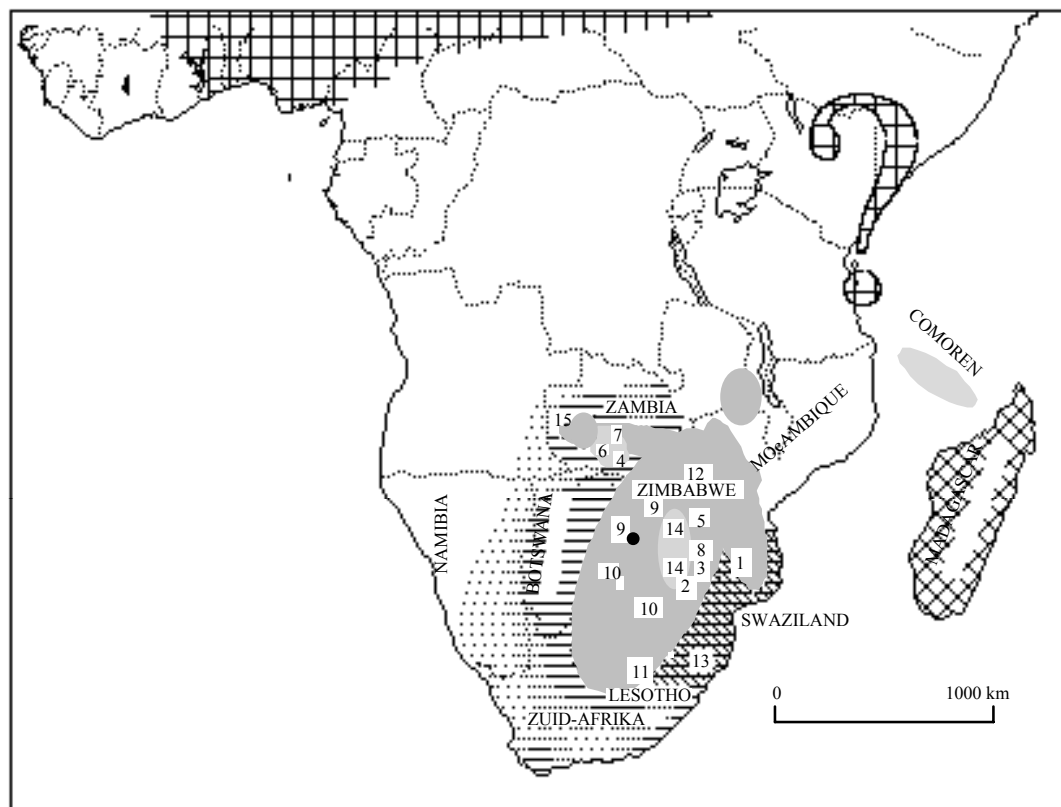 COMOREN
ZAMBIA
15
7
6
4
MOçAMBIQUE
12
ZIMBABWE
MADAGASCAR
NAMIBIA
BOTSWANA
9
5
9
14
8
14
3
1
10
2
10
SWAZILAND
13
11
LESOTHO
ZUID-AFRIKA
0
1000 km